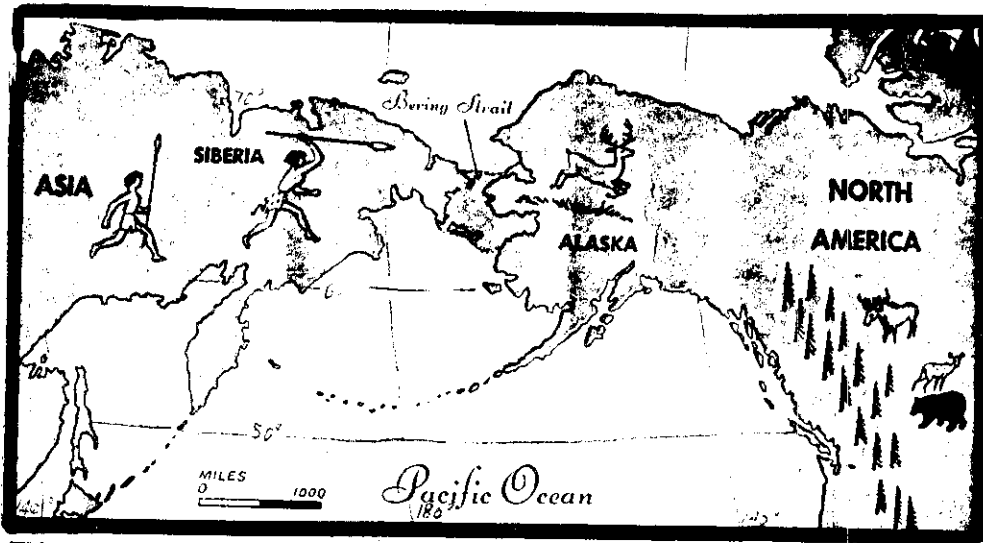 70°
Bering Strait
SIBERIA
ASIA
NORTH
AMERICA
ALASKA
50°
MILES
0 1000
Pacific Ocean
180